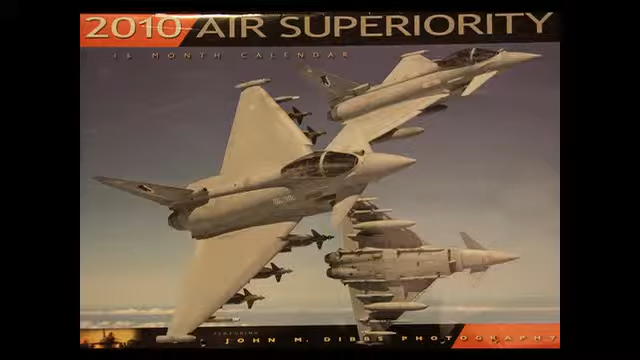 2010 AIR SUPERIORITY
16 MONTH CALENDAR
FEATURING
JOHN M. DIBBS PHOTOGRAPHY